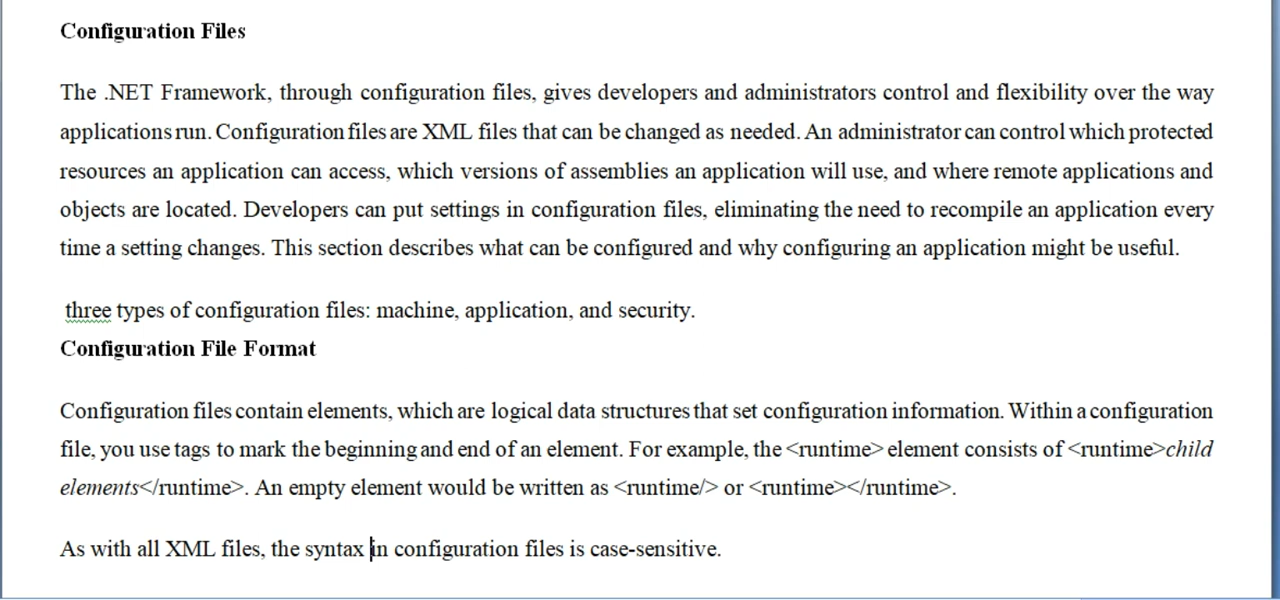 Configuration Files
The .NET Framework, through configuration files, gives developers and administrators control and flexibility over the way
applications run. Configuration files are XML files that can be changed as needed. An administrator can control which protected
resources an application can access, which versions of assemblies an application will use, and where remote applications and
objects are located. Developers can put settings in configuration files, eliminating the need to recompile an application every
time a setting changes. This section describes what can be configured and why configuring an application might be useful.
three types of configuration files: machine, application, and security.
Configuration File Format
Configuration files contain elements, which are logical data structures that set configuration information. Within a configuration
file, you use tags to mark the beginning and end of an element. For example, the <runtime> element consists of <runtime>child
elements</runtime>. An empty element would be written as <runtime/> or <runtime></runtime>.
As with all XML files, the syntax in configuration files is case-sensitive.